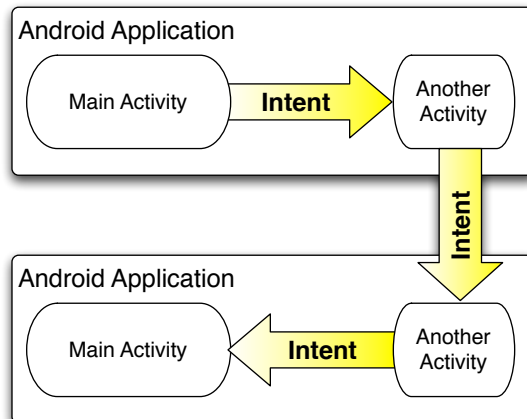 Android Application
Main Activity
Intent
Another
Activity
Intent
Android Application
Main Activity
Intent
Another
Activity